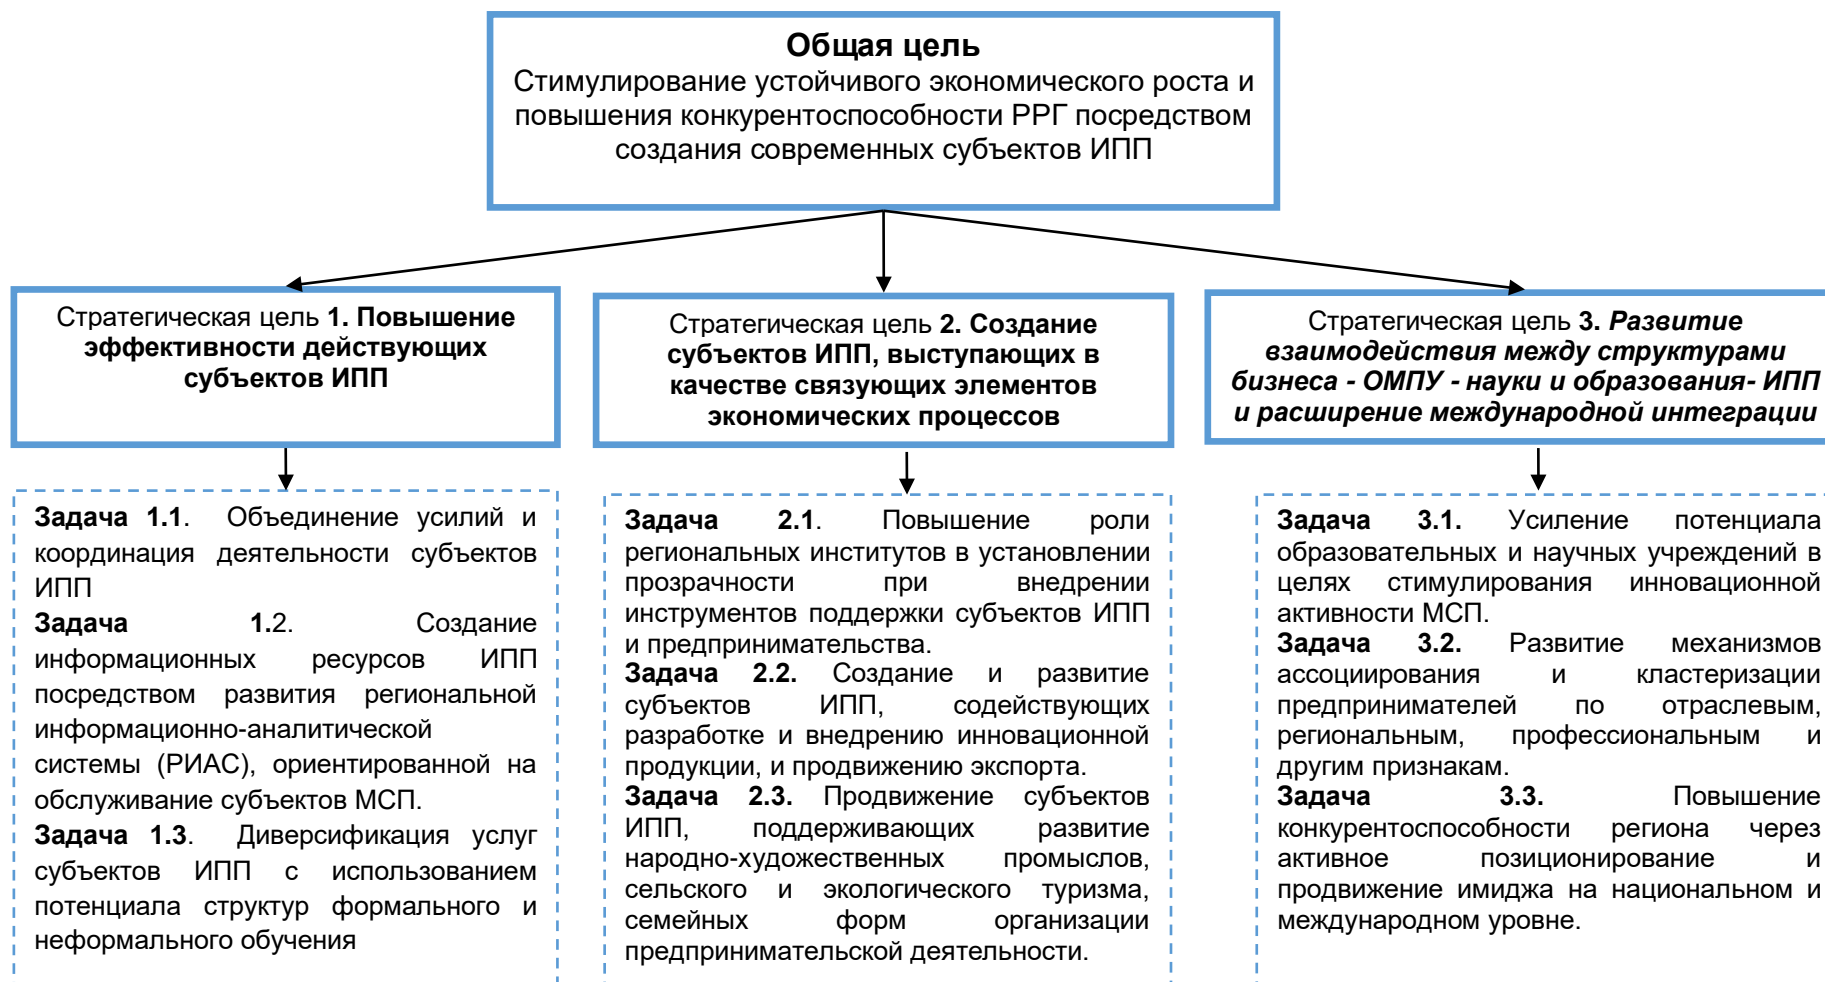 Общая цель
Стимулирование устойчивого экономического роста и
повышения конкурентоспособности РРГ посредством
создания современных субъектов ИПП
Стратегическая цель 1. Повышение
эффективности действующих
субъектов ИПП
Стратегическая цель 2. Создание
субъектов ИПП, выступающих в
качестве связующих элементов
экономических процессов
Стратегическая цель 3. Развитие
взаимодействия между структурами
бизнеса - ОМПУ - науки и образования- ИПП
и расширение международной интеграции
Задача 1.1. Объединение усилий и
координация деятельности субъектов
ИПП
Задача 1.2. Создание
информационных ресурсов ИПП
посредством развития региональной
информационно-аналитической
системы (РИАС), ориентированной на
обслуживание субъектов МСП.
Задача 1.3. Диверсификация услуг
субъектов ИПП с использованием
потенциала структур формального и
неформального обучения
Задача 2.1. Повышение роли
региональных институтов в установлении
прозрачности при внедрении
инструментов поддержки субъектов ИПП
и предпринимательства.
Задача 2.2. Создание и развитие
субъектов ИПП, содействующих
разработке и внедрению инновационной
продукции, и продвижению экспорта.
Задача 2.3. Продвижение субъектов
ИПП, поддерживающих развитие
народно-художественных промыслов,
сельского и экологического туризма,
семейных форм организации
предпринимательской деятельности.
Задача 3.1. Усиление потенциала
образовательных и научных учреждений в
целях стимулирования инновационной
активности МСП.
Задача 3.2. Развитие механизмов
ассоциирования и кластеризации
предпринимателей по отраслевым,
региональным, профессиональным и
другим признакам.
Задача 3.3. Повышение
конкурентоспособности региона через
активное позиционирование и
продвижение имиджа на национальном и
международном уровне.